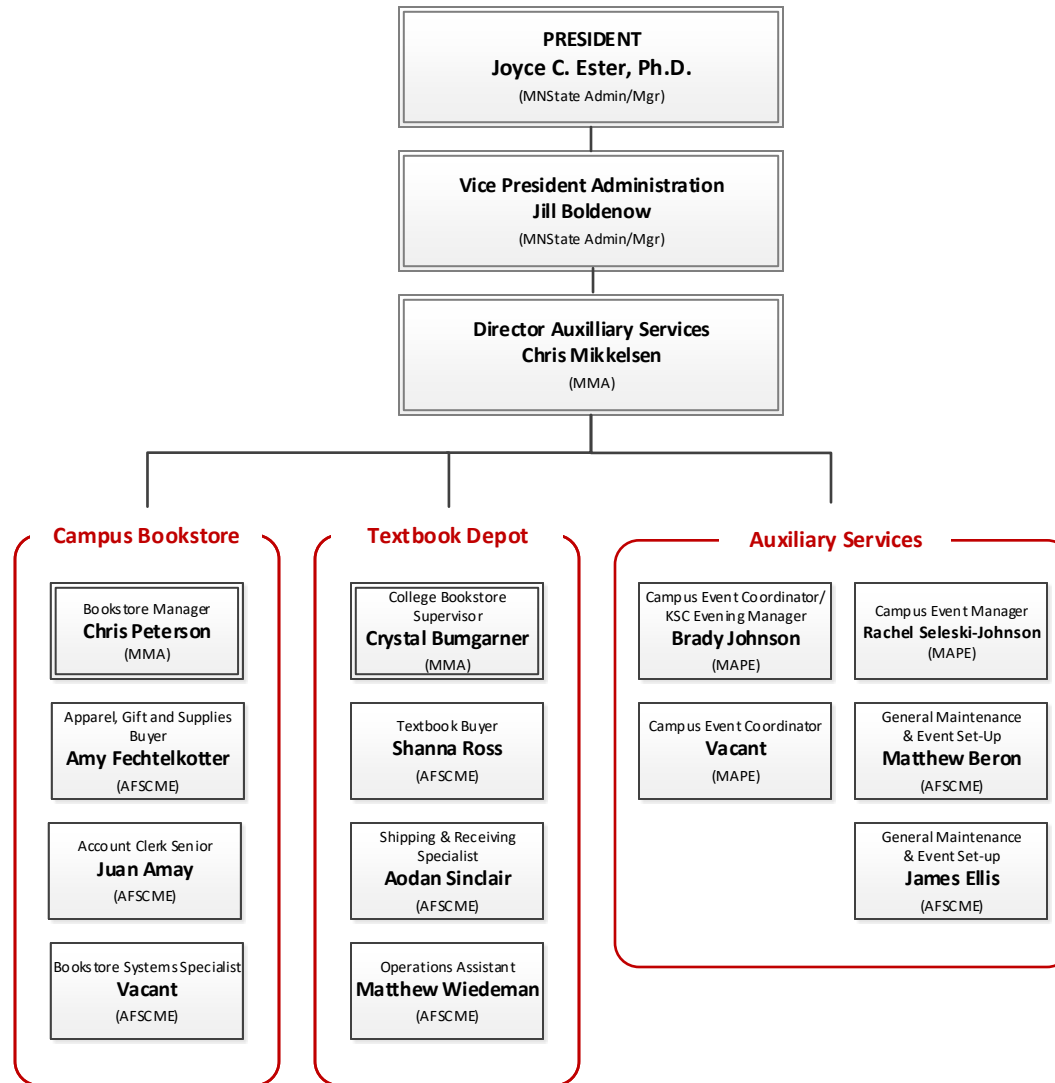 PRESIDENT
Joyce C. Ester, Ph.D.
(MNState Admin/Mgr)
Vice President Administration
Jill Boldenow
(MNState Admin/Mgr)
Director Auxilliary Services
Chris Mikkelsen
(MMA)
Campus Bookstore
Bookstore Manager
Chris Peterson
(MMA)
Apparel, Gift and Supplies
Buyer
Amy Fechtelkotter
(AFSCME)
Account Clerk Senior
Juan Amay
(AFSCME)
Bookstore Systems Specialist
Vacant
(AFSCME)
Textbook Depot
College Bookstore
Supervisor
Crystal Bumgarner
(MMA)
Textbook Buyer
Shanna Ross
(AFSCME)
Shipping & Receiving
Specialist
Aodan Sinclair
(AFSCME)
Operations Assistant
Matthew Wiedeman
(AFSCME)
Auxiliary Services
Campus Event Coordinator/
KSC Evening Manager
Brady Johnson
(MAPE)
Campus Event Coordinator
Vacant
(MAPE)
Campus Event Manager
Rachel Seleski-Johnson
(MAPE)
General Maintenance
& Event Set-Up
Matthew Beron
(AFSCME)
General Maintenance
& Event Set-up
James Ellis
(AFSCME)